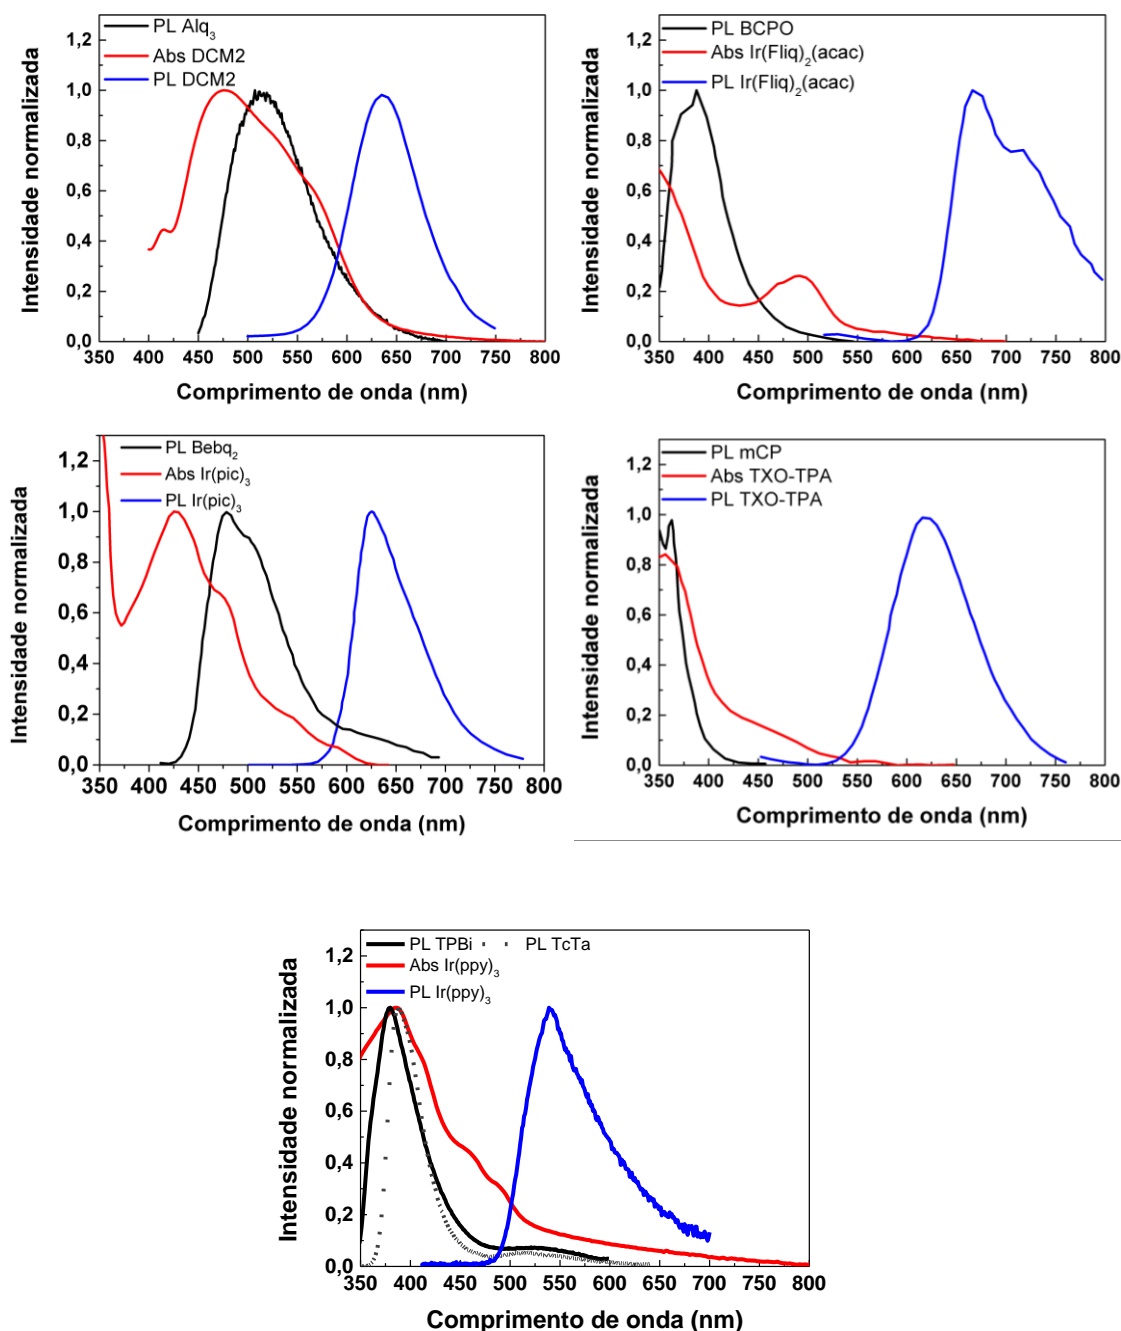 PL Alq₃
Abs DCM2
PL DCM2
Intensidade normalizada
1,2
1,0
0,8
0,6
0,4
0,2
0,0
350 400 450 500 550 600 650 700 750 800
Comprimento de onda (nm)
PL BCPO
Abs Ir(Fliq)₂(acac)
PL Ir(Fliq)₂(acac)
Intensidade normalizada
1,2
1,0
0,8
0,6
0,4
0,2
0,0
350 400 450 500 550 600 650 700 750 800
Comprimento de onda (nm)
PL Bebq₂
Abs Ir(pic)₃
PL Ir(pic)₃
Intensidade normalizada
1,2
1,0
0,8
0,6
0,4
0,2
0,0
350 400 450 500 550 600 650 700 750 800
Comprimento de onda (nm)
PL mCP
Abs TXO-TPA
PL TXO-TPA
Intensidade normalizada
1,2
1,0
0,8
0,6
0,4
0,2
0,0
350 400 450 500 550 600 650 700 750 800
Comprimento de onda (nm)
PL TPBi PL TcTa
Abs Ir(ppy)₃
PL Ir(ppy)₃
Intensidade normalizada
1,2
1,0
0,8
0,6
0,4
0,2
0,0
350 400 450 500 550 600 650 700 750 800
Comprimento de onda (nm)